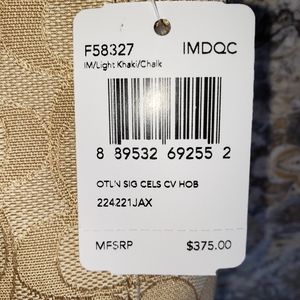 F58327 IMDQC
IM/Light Khaki/Chalk
8 89532 69255 2
OTLN SIG CELS CV HOB
224221JAX
MFSRP $375.00